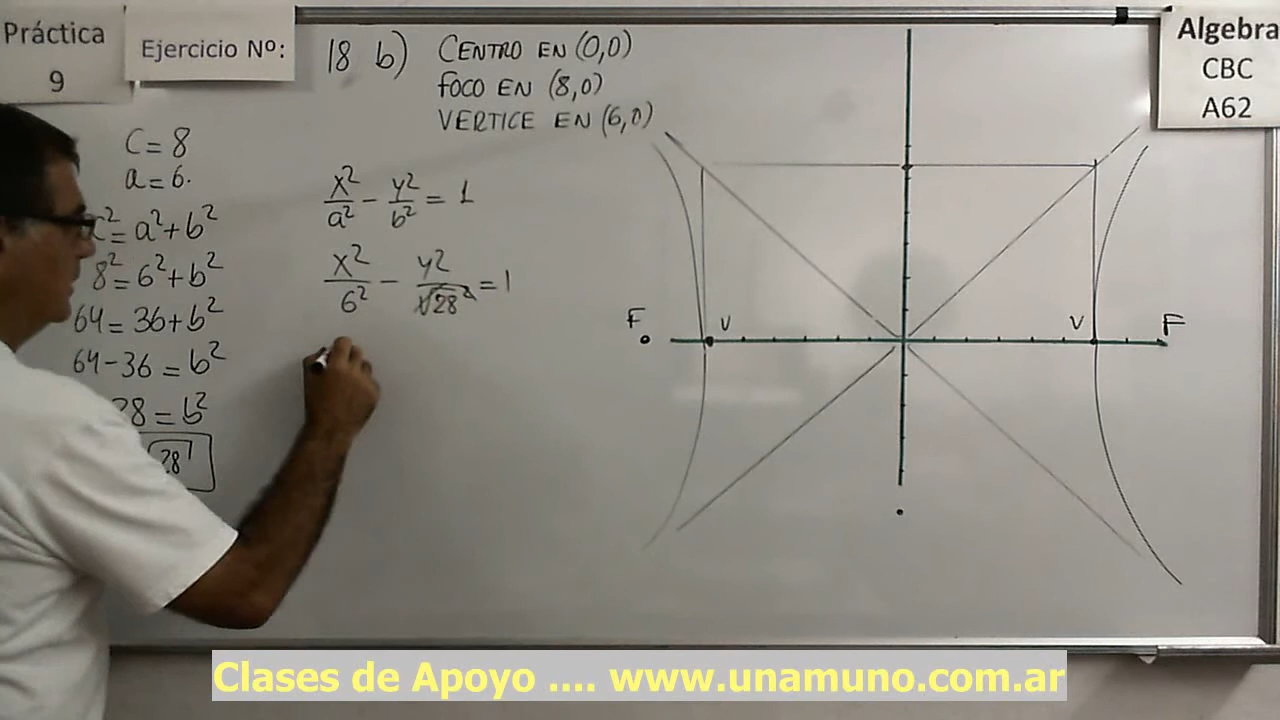 Práctica
9
Ejercicio Nº:
18 b) CENTRO EN (0,0)
FOCO EN (8,0)
VERTICE EN (6,0)
Algebra
CBC
A62
C = 8
a = 6.
c² = a² + b²
8² = 6² + b²
64 = 36 + b²
64 - 36 = b²
28 = b²
√28
x²/a² - y²/b² = 1
x²/6² - y²/√28² = 1
F V V F
Clases de Apoyo .... www.unamuno.com.ar